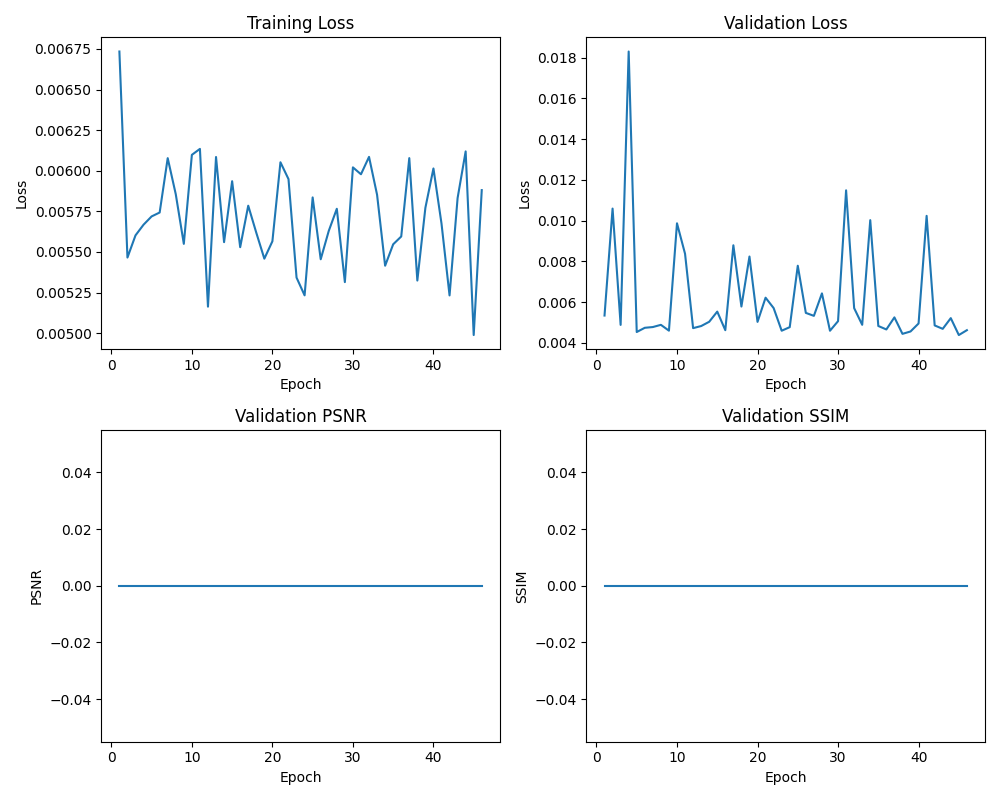 Training Loss
0.00675
0.00650
0.00625
0.00600
0.00575
0.00550
0.00525
0.00500
Loss
0 10 20 30 40
Epoch
Validation Loss
0.018
0.016
0.014
0.012
0.010
0.008
0.006
0.004
Loss
0 10 20 30 40
Epoch
Validation PSNR
0.04
0.02
0.00
−0.02
−0.04
PSNR
0 10 20 30 40
Epoch
Validation SSIM
0.04
0.02
0.00
−0.02
−0.04
SSIM
0 10 20 30 40
Epoch